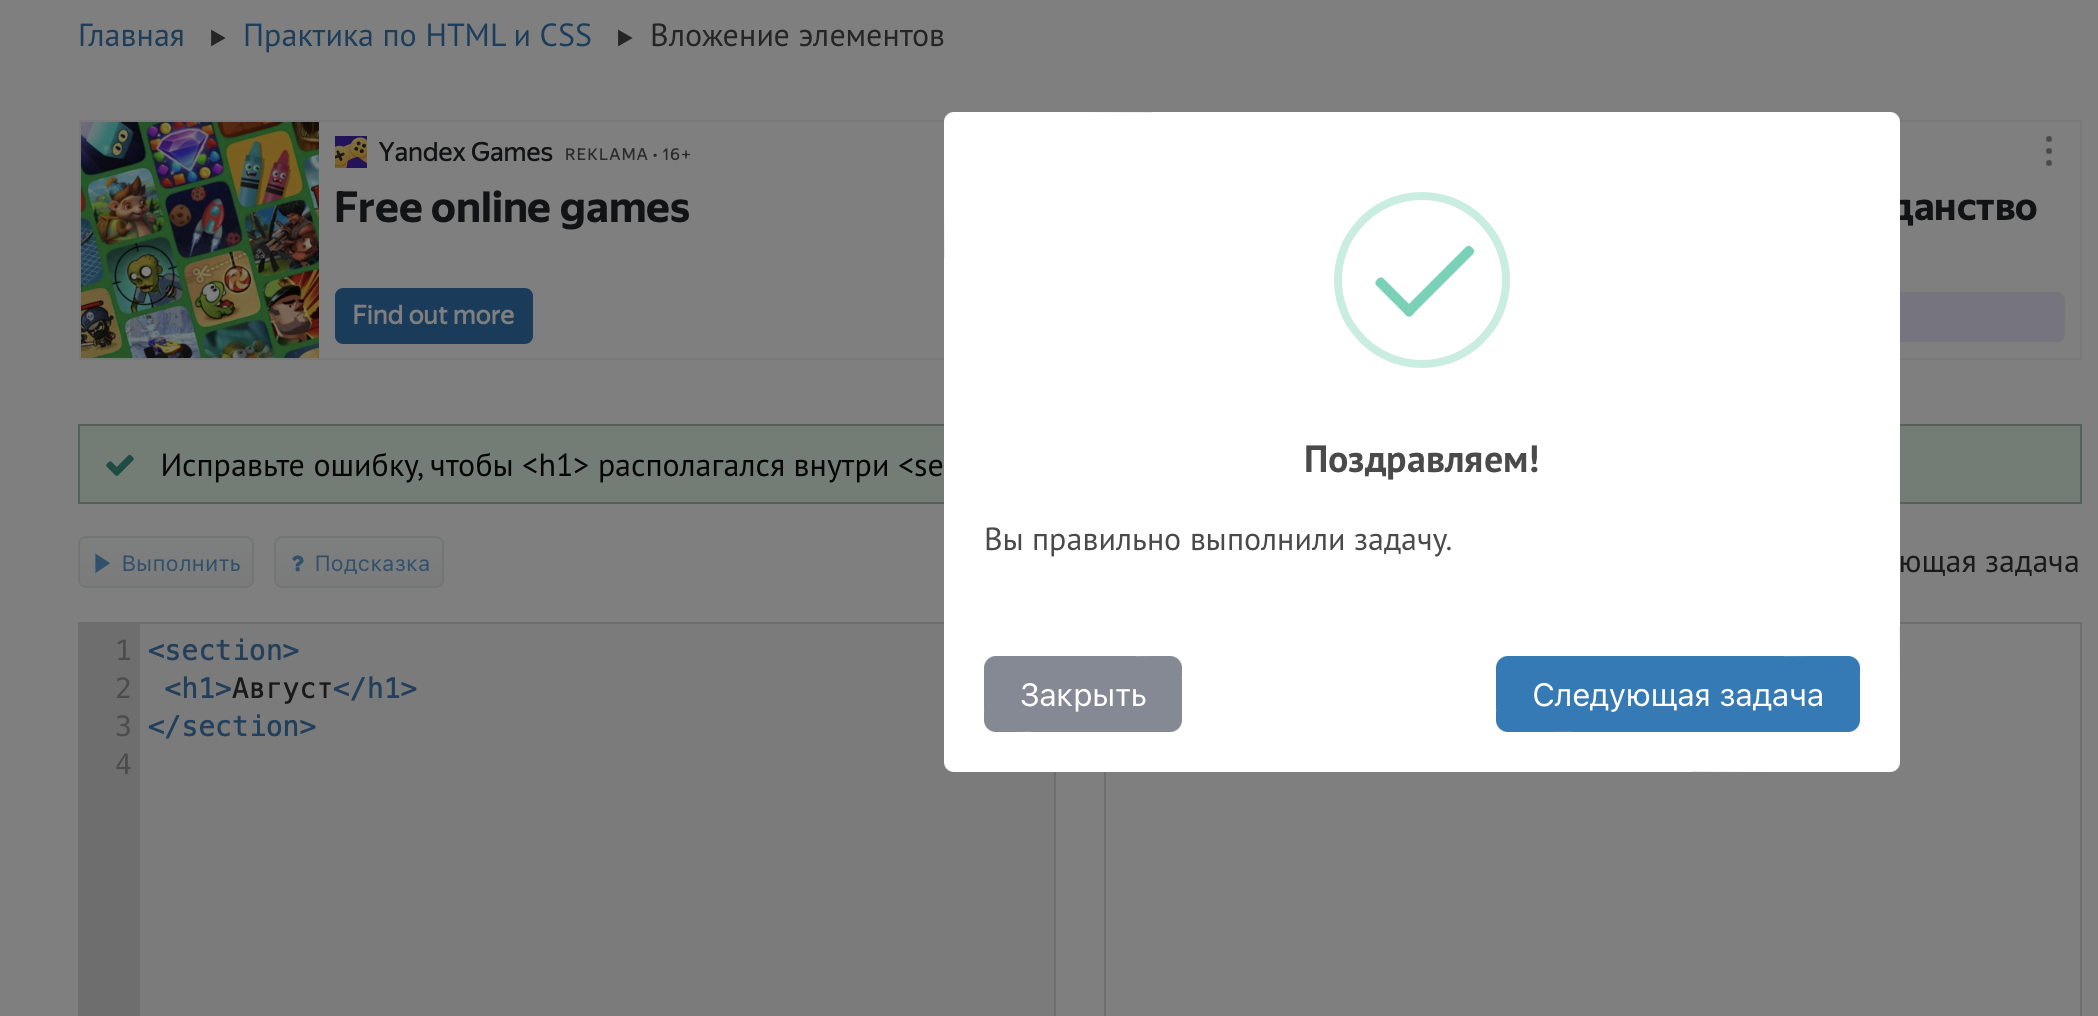 Главная ▶ Практика по HTML и CSS ▶ Вложение элементов
Yandex Games REKLAMA • 16+
Free online games
Find out more
Поздравляем!
Вы правильно выполнили задачу.
Закрыть
Следующая задача
Исправьте ошибку, чтобы <h1> располагался внутри <se
Выполнить
? Подсказка
задача
1 <section>
2 <h1>Август</h1>
3 </section>
4